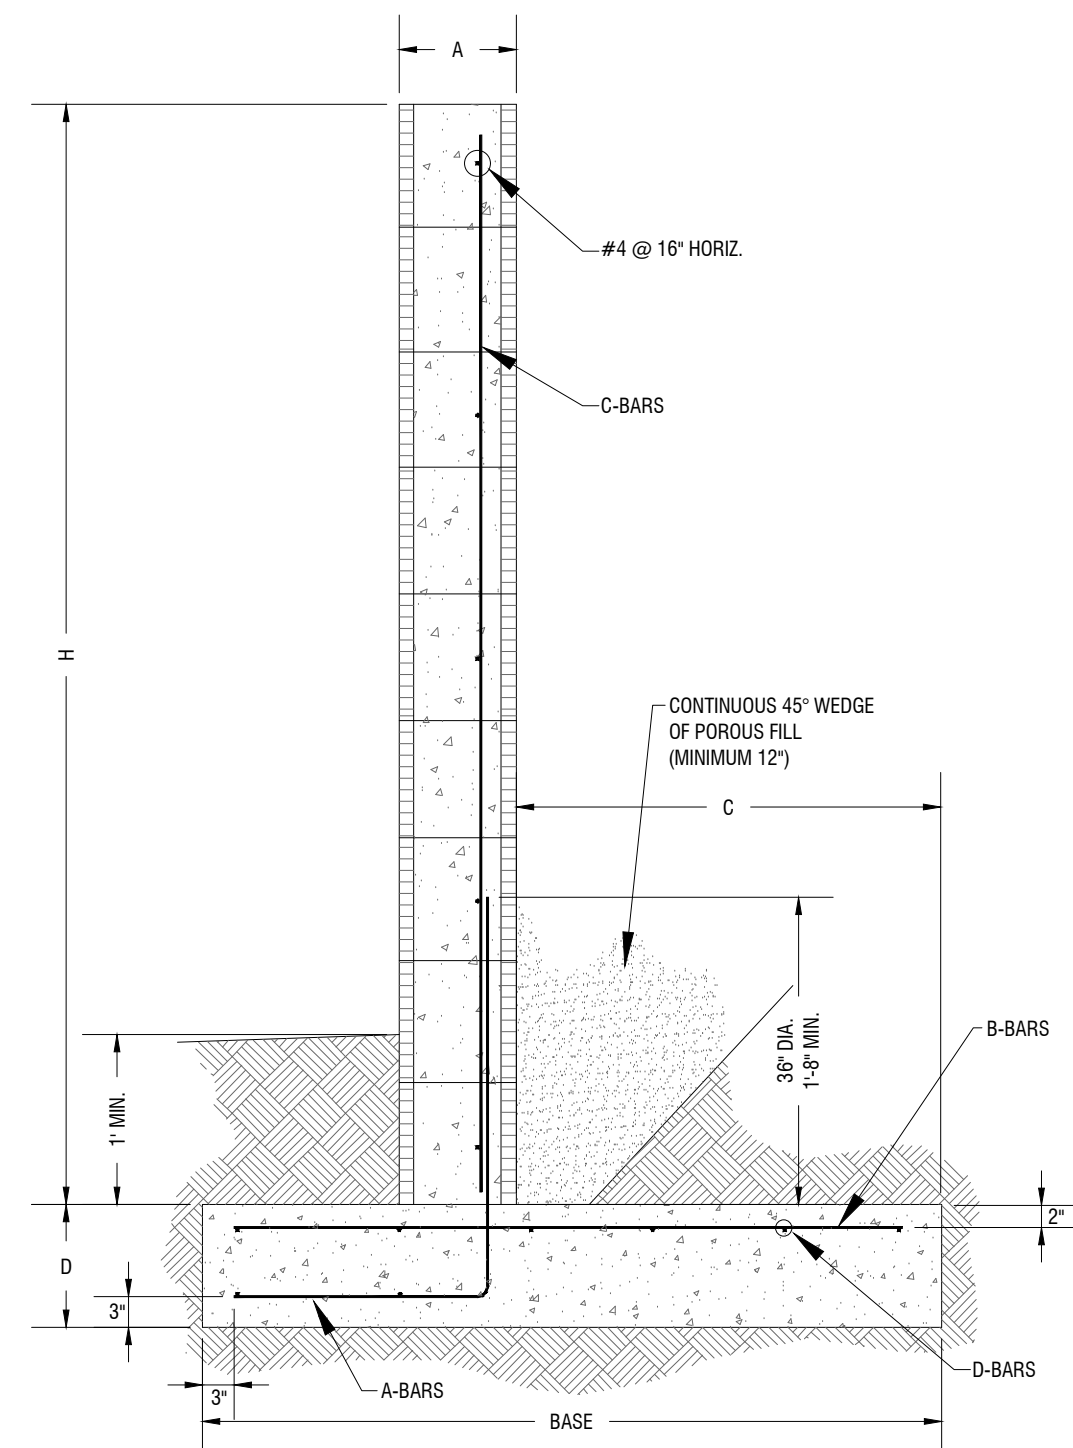 A
#4 @ 16" HORIZ.
C-BARS
H
CONTINUOUS 45° WEDGE
OF POROUS FILL
(MINIMUM 12")
C
36" DIA.
1'-8" MIN.
B-BARS
1' MIN.
2"
D
3"
3"
A-BARS
D-BARS
BASE